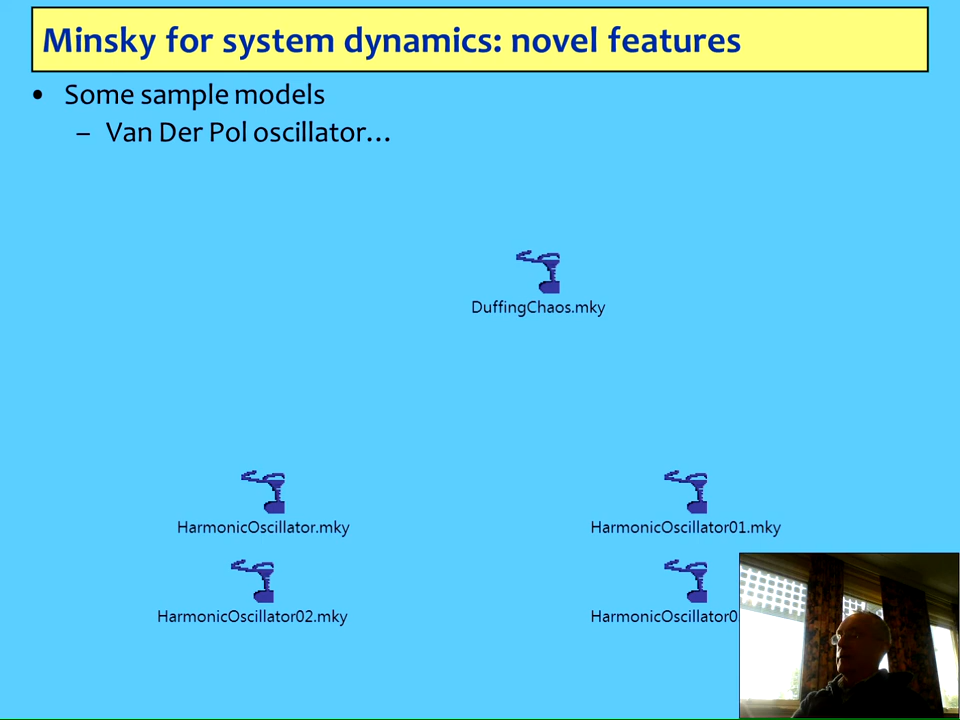 Minsky for system dynamics: novel features
• Some sample models
– Van Der Pol oscillator…
DuffingChaos.mky
HarmonicOscillator.mky
HarmonicOscillator01.mky
HarmonicOscillator02.mky
HarmonicOscillator0